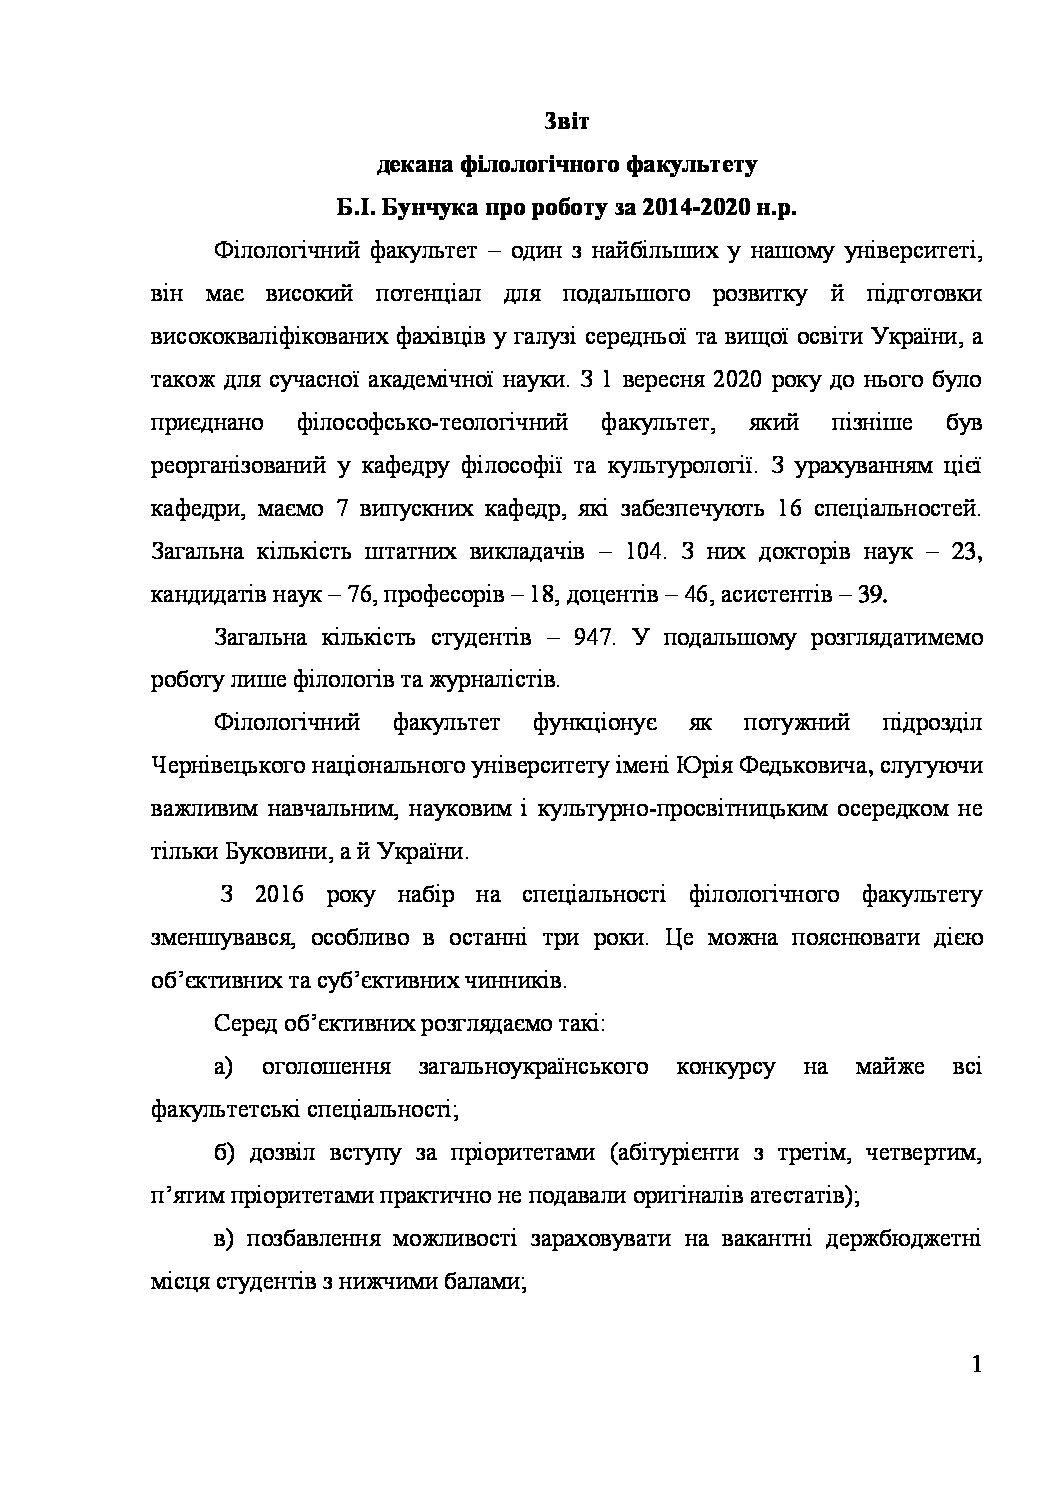 Звіт
декана філологічного факультету
Б.І. Бунчука про роботу за 2014-2020 н.р.
Філологічний факультет – один з найбільших у нашому університеті,
він має високий потенціал для подальшого розвитку й підготовки
висококваліфікованих фахівців у галузі середньої та вищої освіти України, а
також для сучасної академічної науки. З 1 вересня 2020 року до нього було
приєднано філософсько-теологічний факультет, який пізніше був
реорганізований у кафедру філософії та культурології. З урахуванням цієї
кафедри, маємо 7 випускних кафедр, які забезпечують 16 спеціальностей.
Загальна кількість штатних викладачів – 104. З них докторів наук – 23,
кандидатів наук – 76, професорів – 18, доцентів – 46, асистентів – 39.
Загальна кількість студентів – 947. У подальшому розглядатимемо
роботу лише філологів та журналістів.
Філологічний факультет функціонує як потужний підрозділ
Чернівецького національного університету імені Юрія Федьковича, слугуючи
важливим навчальним, науковим і культурно-просвітницьким осередком не
тільки Буковини, а й України.
З 2016 року набір на спеціальності філологічного факультету
зменшувався, особливо в останні три роки. Це можна пояснювати дією
об’єктивних та суб’єктивних чинників.
Серед об’єктивних розглядаємо такі:
а) оголошення загальноукраїнського конкурсу на майже всі
факультетські спеціальності;
б) дозвіл вступу за пріоритетами (абітурієнти з третім, четвертим,
п’ятим пріоритетами практично не подавали оригіналів атестатів);
в) позбавлення можливості зараховувати на вакантні держбюджетні
місця студентів з нижчими балами;
1